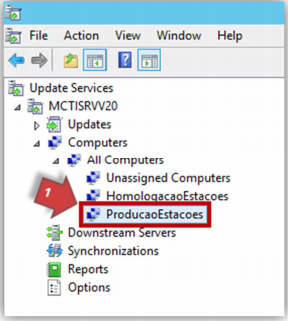 File Action View Window Help
Update Services
MCTISRVV20
Updates
Computers
All Computers
Unassigned Computers
HomologacaoEstacoes
1 ProducaoEstacoes
Downstream Servers
Synchronizations
Reports
Options